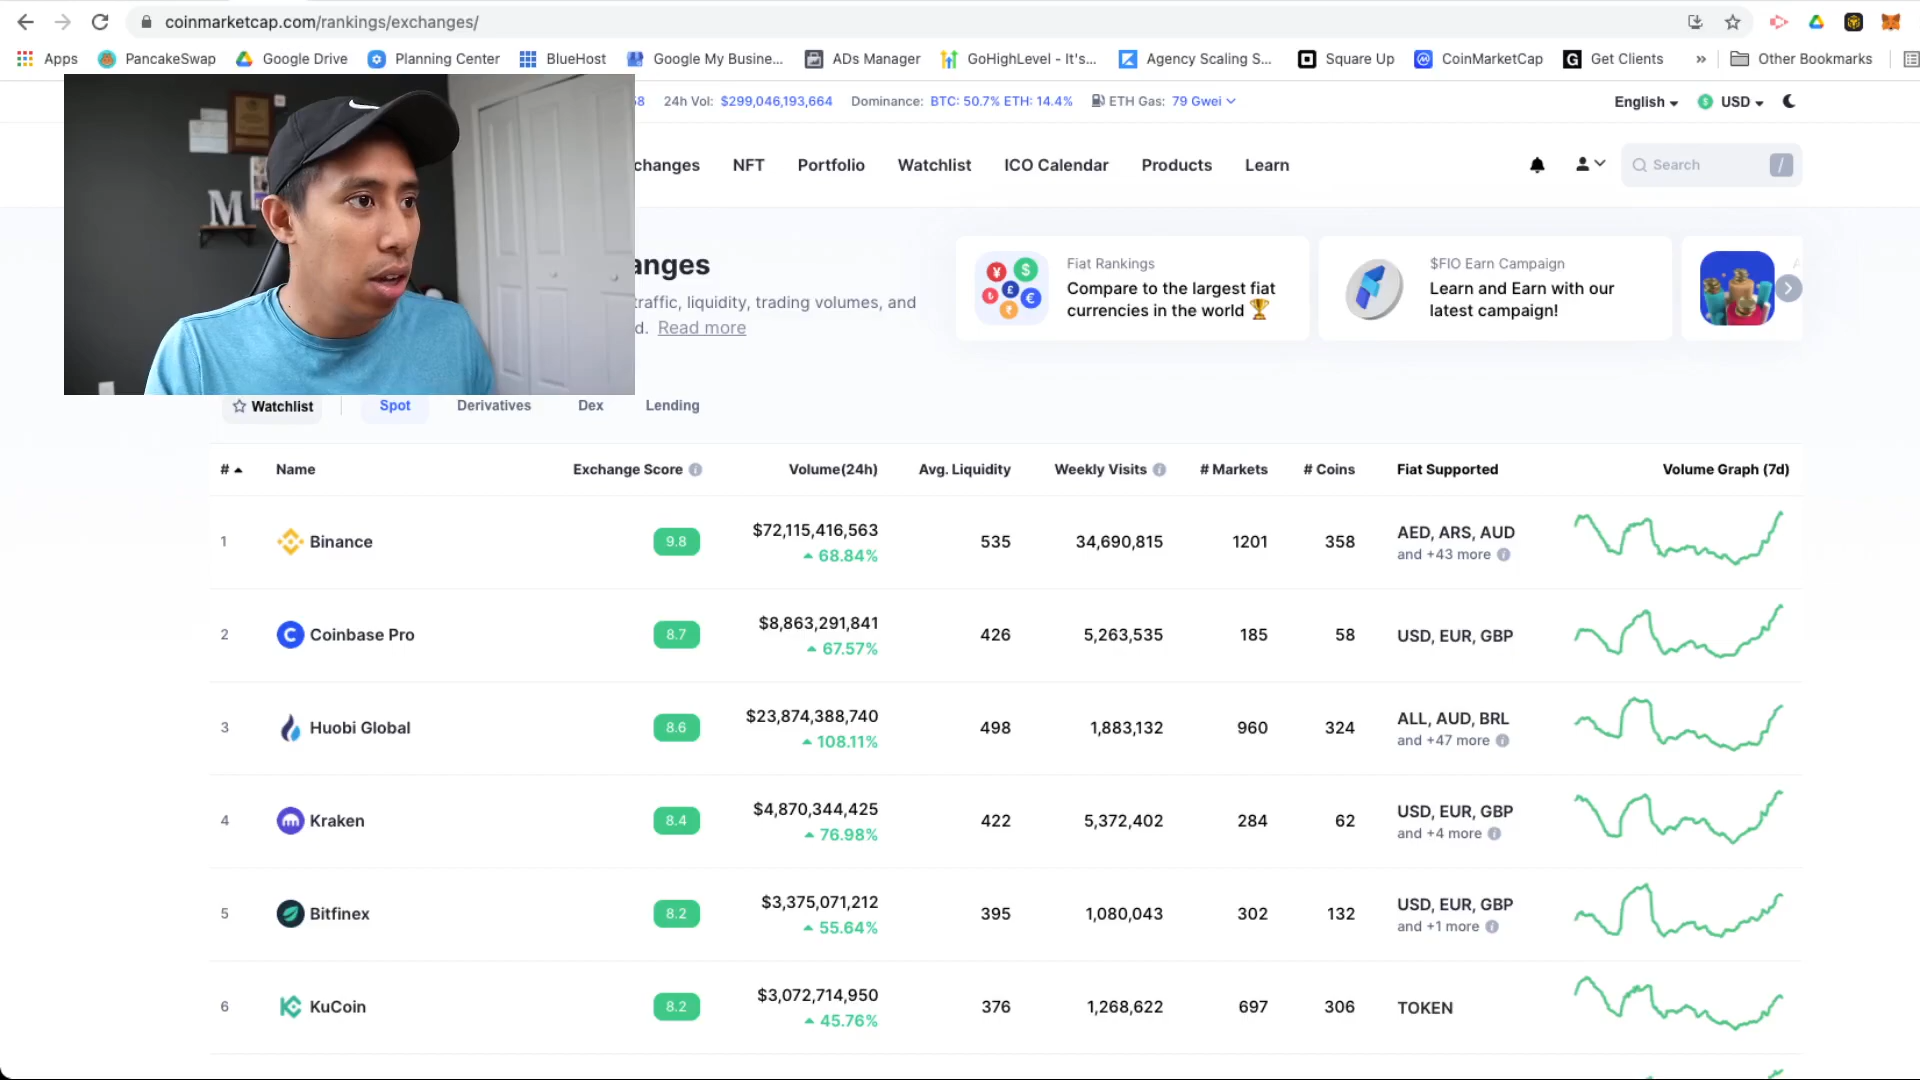 coinmarketcap.com/rankings/exchanges/
Apps PancakeSwap Google Drive Planning Center BlueHost Google My Busine... ADs Manager GoHighLevel - It's... Agency Scaling S... Square Up CoinMarketCap Get Clients » Other Bookmarks
58 24h Vol: $299,046,193,664 Dominance: BTC: 50.7% ETH: 14.4% ETH Gas: 79 Gwei English USD
changes NFT Portfolio Watchlist ICO Calendar Products Learn Search /
M
anges
traffic, liquidity, trading volumes, and
d. Read more
Fiat Rankings
Compare to the largest fiat
currencies in the world 🏆
$FIO Earn Campaign
Learn and Earn with our
latest campaign!
Watchlist Spot Derivatives Dex Lending
# Name Exchange Score Volume(24h) Avg. Liquidity Weekly Visits # Markets # Coins Fiat Supported Volume Graph (7d)
1 Binance 9.8 $72,115,416,563 535 34,690,815 1201 358 AED, ARS, AUD
68.84% and +43 more
2 Coinbase Pro 8.7 $8,863,291,841 426 5,263,535 185 58 USD, EUR, GBP
67.57%
3 Huobi Global 8.6 $23,874,388,740 498 1,883,132 960 324 ALL, AUD, BRL
108.11% and +47 more
4 Kraken 8.4 $4,870,344,425 422 5,372,402 284 62 USD, EUR, GBP
76.98% and +4 more
5 Bitfinex 8.2 $3,375,071,212 395 1,080,043 302 132 USD, EUR, GBP
55.64% and +1 more
6 KuCoin 8.2 $3,072,714,950 376 1,268,622 697 306 TOKEN
45.76%